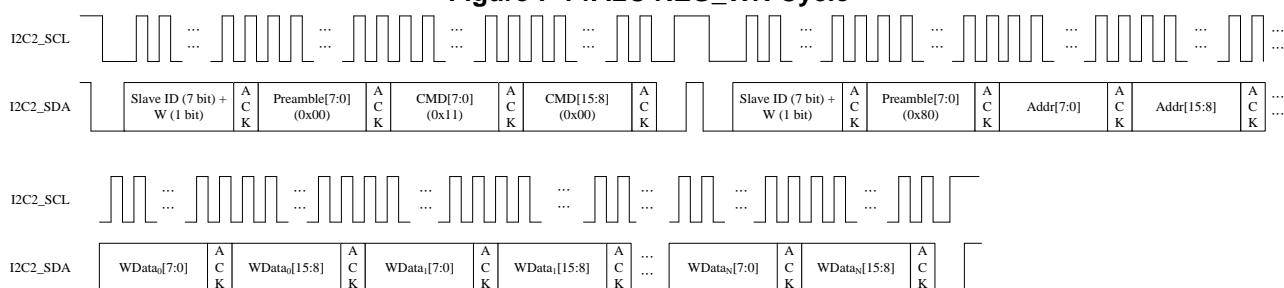 Figure I2C REG_WR Cycle
I2C2_SCL
... ... ... ... ... ... ... ...
... ... ... ... ... ... ... ...
I2C2_SDA
Slave ID (7 bit) +
W (1 bit)
A
C
K
Preamble[7:0]
(0x00)
A
C
K
CMD[7:0]
(0x11)
A
C
K
CMD[15:8]
(0x00)
A
C
K
Slave ID (7 bit) +
W (1 bit)
A
C
K
Preamble[7:0]
(0x80)
A
C
K
Addr[7:0]
A
C
K
Addr[15:8]
A
C
K
...
...
I2C2_SCL
... ... ... ... ... ... ... ...
... ... ... ... ... ... ... ...
I2C2_SDA
WData0[7:0]
A
C
K
WData0[15:8]
A
C
K
WData1[7:0]
A
C
K
WData1[15:8]
A
C
K
...
...
WDataN[7:0]
A
C
K
WDataN[15:8]
A
C
K